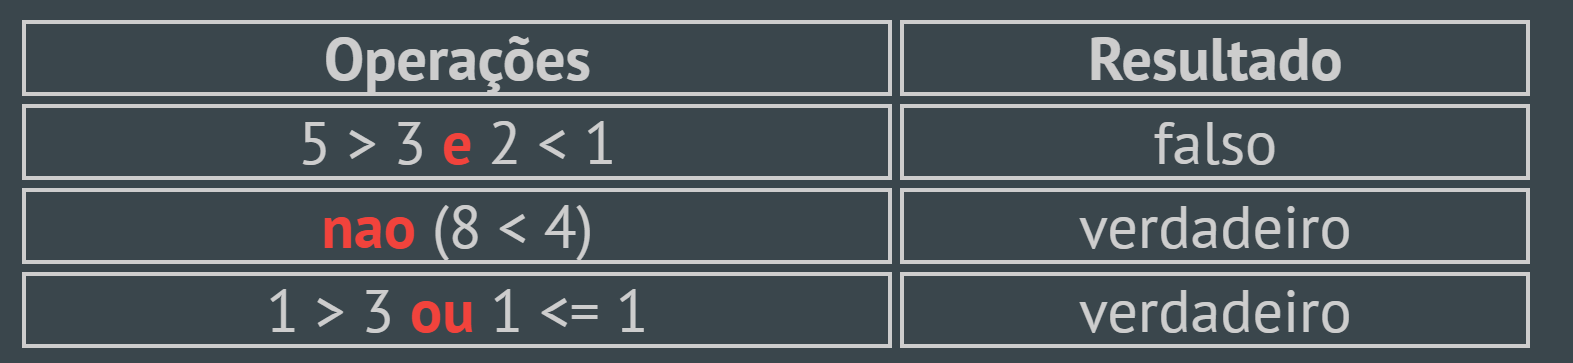 Operações Resultado
5 > 3 e 2 < 1 falso
nao (8 < 4) verdadeiro
1 > 3 ou 1 <= 1 verdadeiro